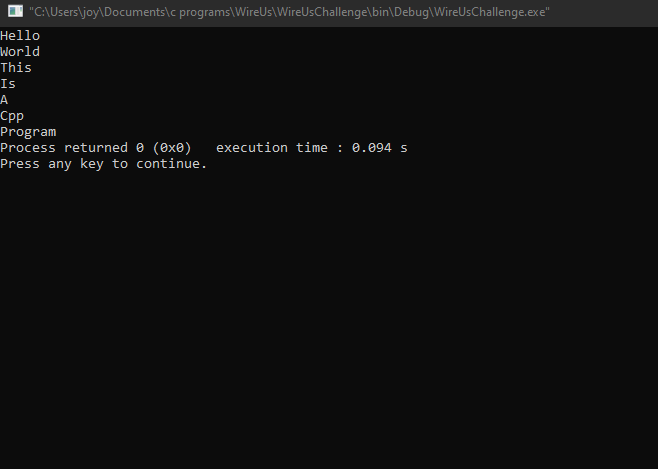 "C:\Users\joy\Documents\c programs\WireUs\WireUsChallenge\bin\Debug\WireUsChallenge.exe"
Hello
World
This
Is
A
Cpp
Program
Process returned 0 (0x0)   execution time : 0.094 s
Press any key to continue.